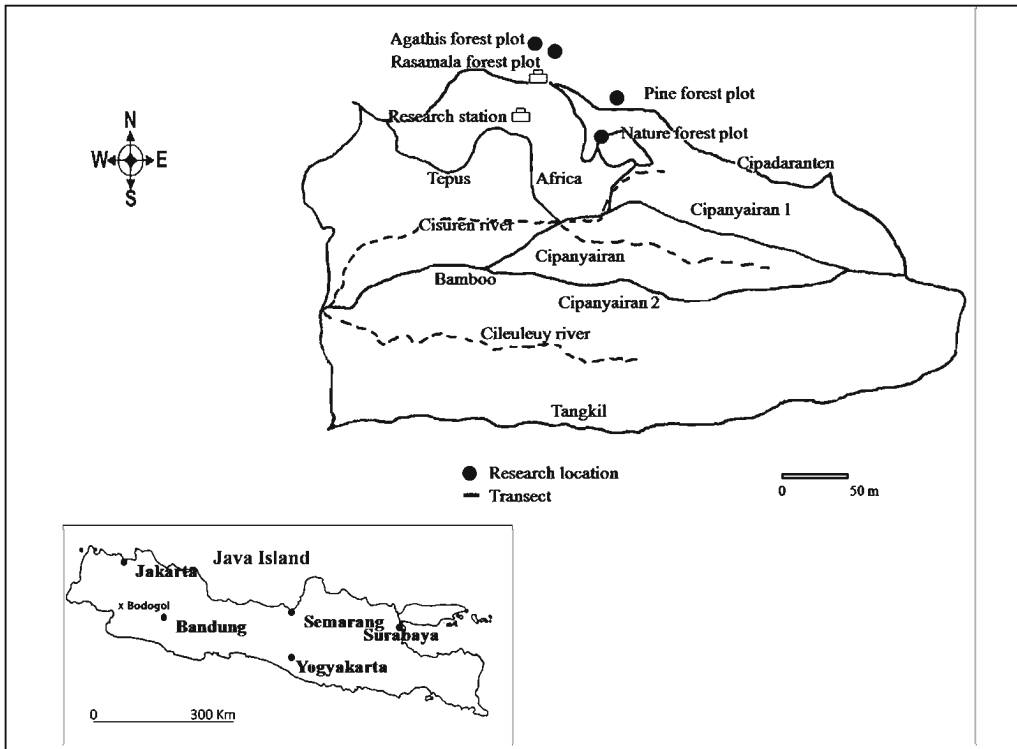 Agathis forest plot
Rasamala forest plot
Pine forest plot
Research station
Nature forest plot
N
W E
S
Cipadaranten
Tepus
Africa
Cipanyairan 1
Cisuren river
Cipanyairan
Bamboo
Cipanyairan 2
Cileuleuy river
Tangkil
Research location
Transect
0 50 m
Java Island
Jakarta
x Bodogol
Bandung
Semarang
Surabaya
Yogyakarta
0 300 Km